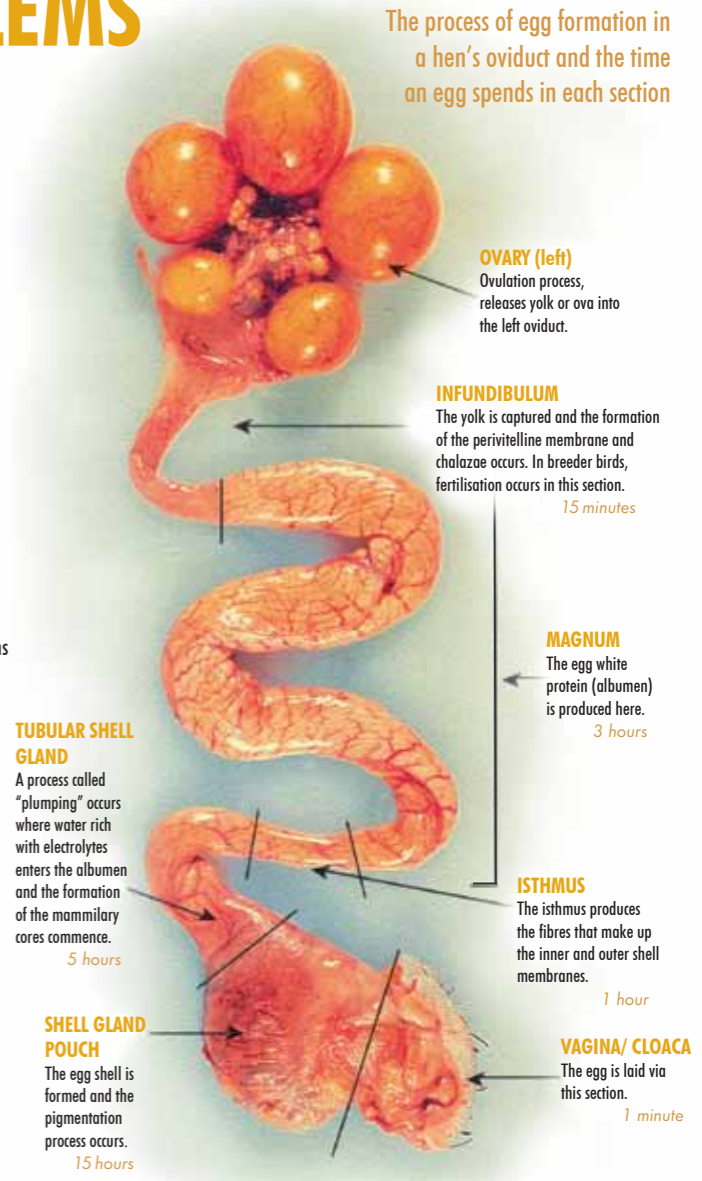 The process of egg formation in
a hen's oviduct and the time
an egg spends in each section
OVARY (left)
Ovulation process,
releases yolk or ova into
the left oviduct.
INFUNDIBULUM
The yolk is captured and the formation
of the perivitelline membrane and
chalazae occurs. In breeder birds,
fertilisation occurs in this section.
15 minutes
MAGNUM
The egg white
protein (albumen)
is produced here.
3 hours
TUBULAR SHELL
GLAND
A process called
“plumping” occurs
where water rich
with electrolytes
enters the albumen
and the formation
of the mammilary
cores commence.
5 hours
ISTHMUS
The isthmus produces
the fibres that make up
the inner and outer shell
membranes.
1 hour
SHELL GLAND
POUCH
The egg shell is
formed and the
pigmentation
process occurs.
15 hours
VAGINA/ CLOACA
The egg is laid via
this section.
1 minute